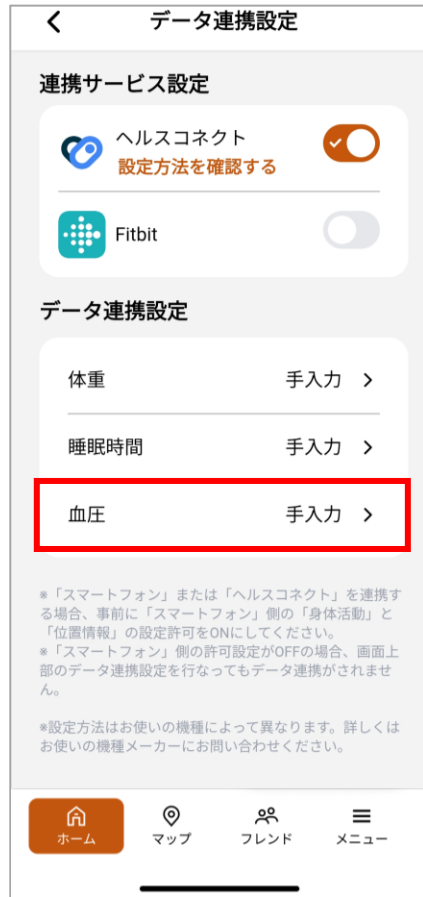 データ連携設定
連携サービス設定
ヘルスコネクト
設定方法を確認する
Fitbit
データ連携設定
体重 手入力
睡眠時間 手入力
血圧 手入力
※「スマートフォン」または「ヘルスコネクト」を連携す
る場合、事前に「スマートフォン」側の「身体活動」と
「位置情報」の設定許可をONにしてください。
※「スマートフォン」側の許可設定がOFFの場合、画面上
部のデータ連携設定を行なってもデータ連携がされませ
ん。
※設定方法はお使いの機種によって異なります。詳しくは
お使いの機種メーカーにお問い合わせください。
ホーム マップ フレンド メニュー